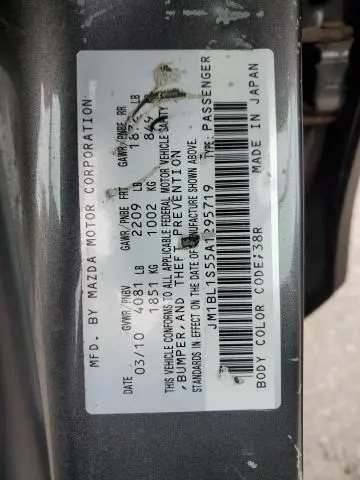 MFD. BY MAZDA MOTOR CORPORATION
DATE GVWR/PNBV GAWR/PNBE FRT GAWR/PNBE RR
03/10 4081 LB 2209 LB LB
1851 KG 1002 KG
THIS VEHICLE CONFORMS TO ALL APPLICABLE FEDERAL MOTOR VEHICLE SAFETY
,BUMPER,AND THEFT PREVENTION
STANDARDS IN EFFECT ON THE DATE OF MANUFACTURE SHOWN ABOVE.
JM1BL1S55A1295719 TYPE: PASSENGER
BODY COLOR CODE;38R MADE IN JAPAN